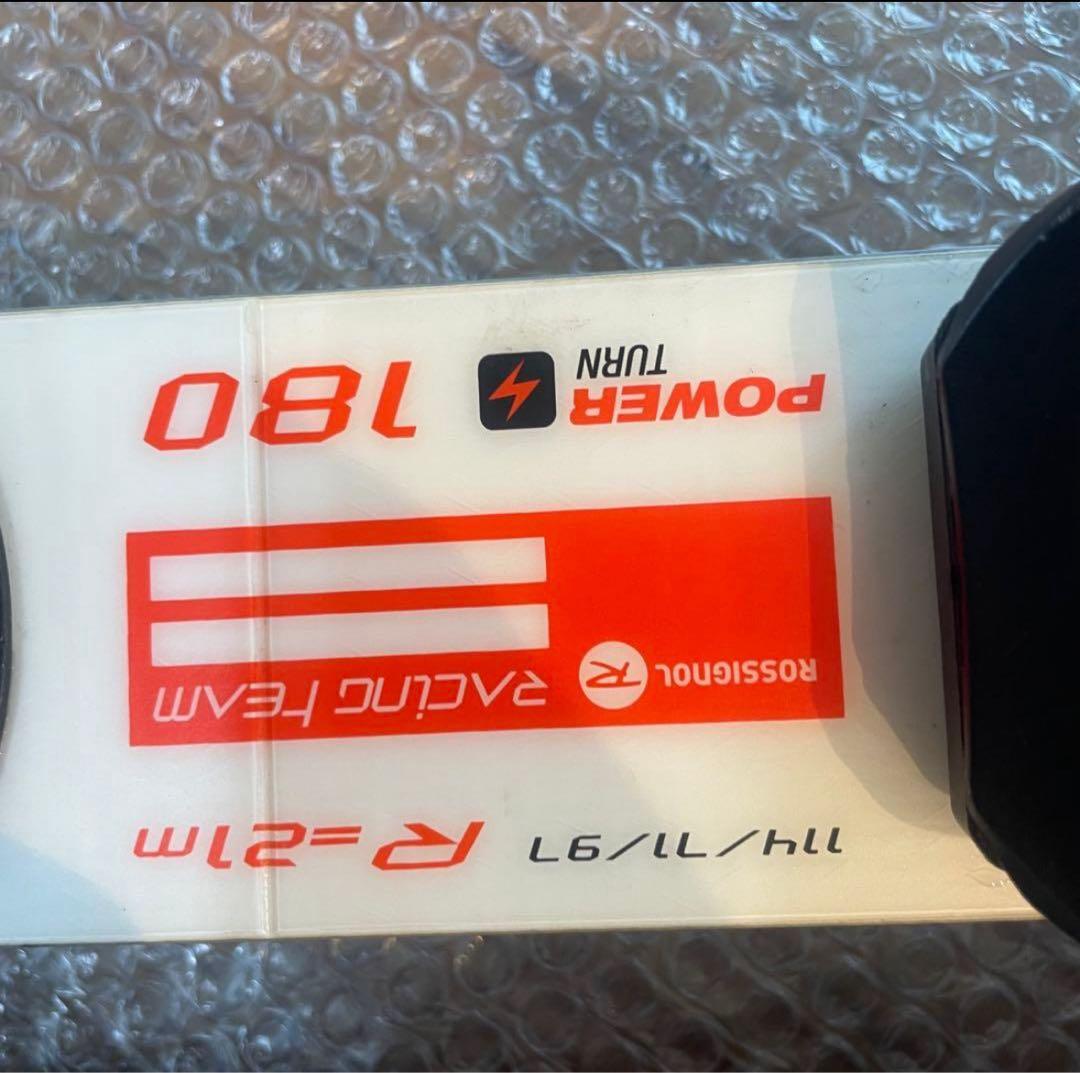 114/71/97 R=21m
ROSSIGNOL R RACING TEAM
POWER 180
TURN